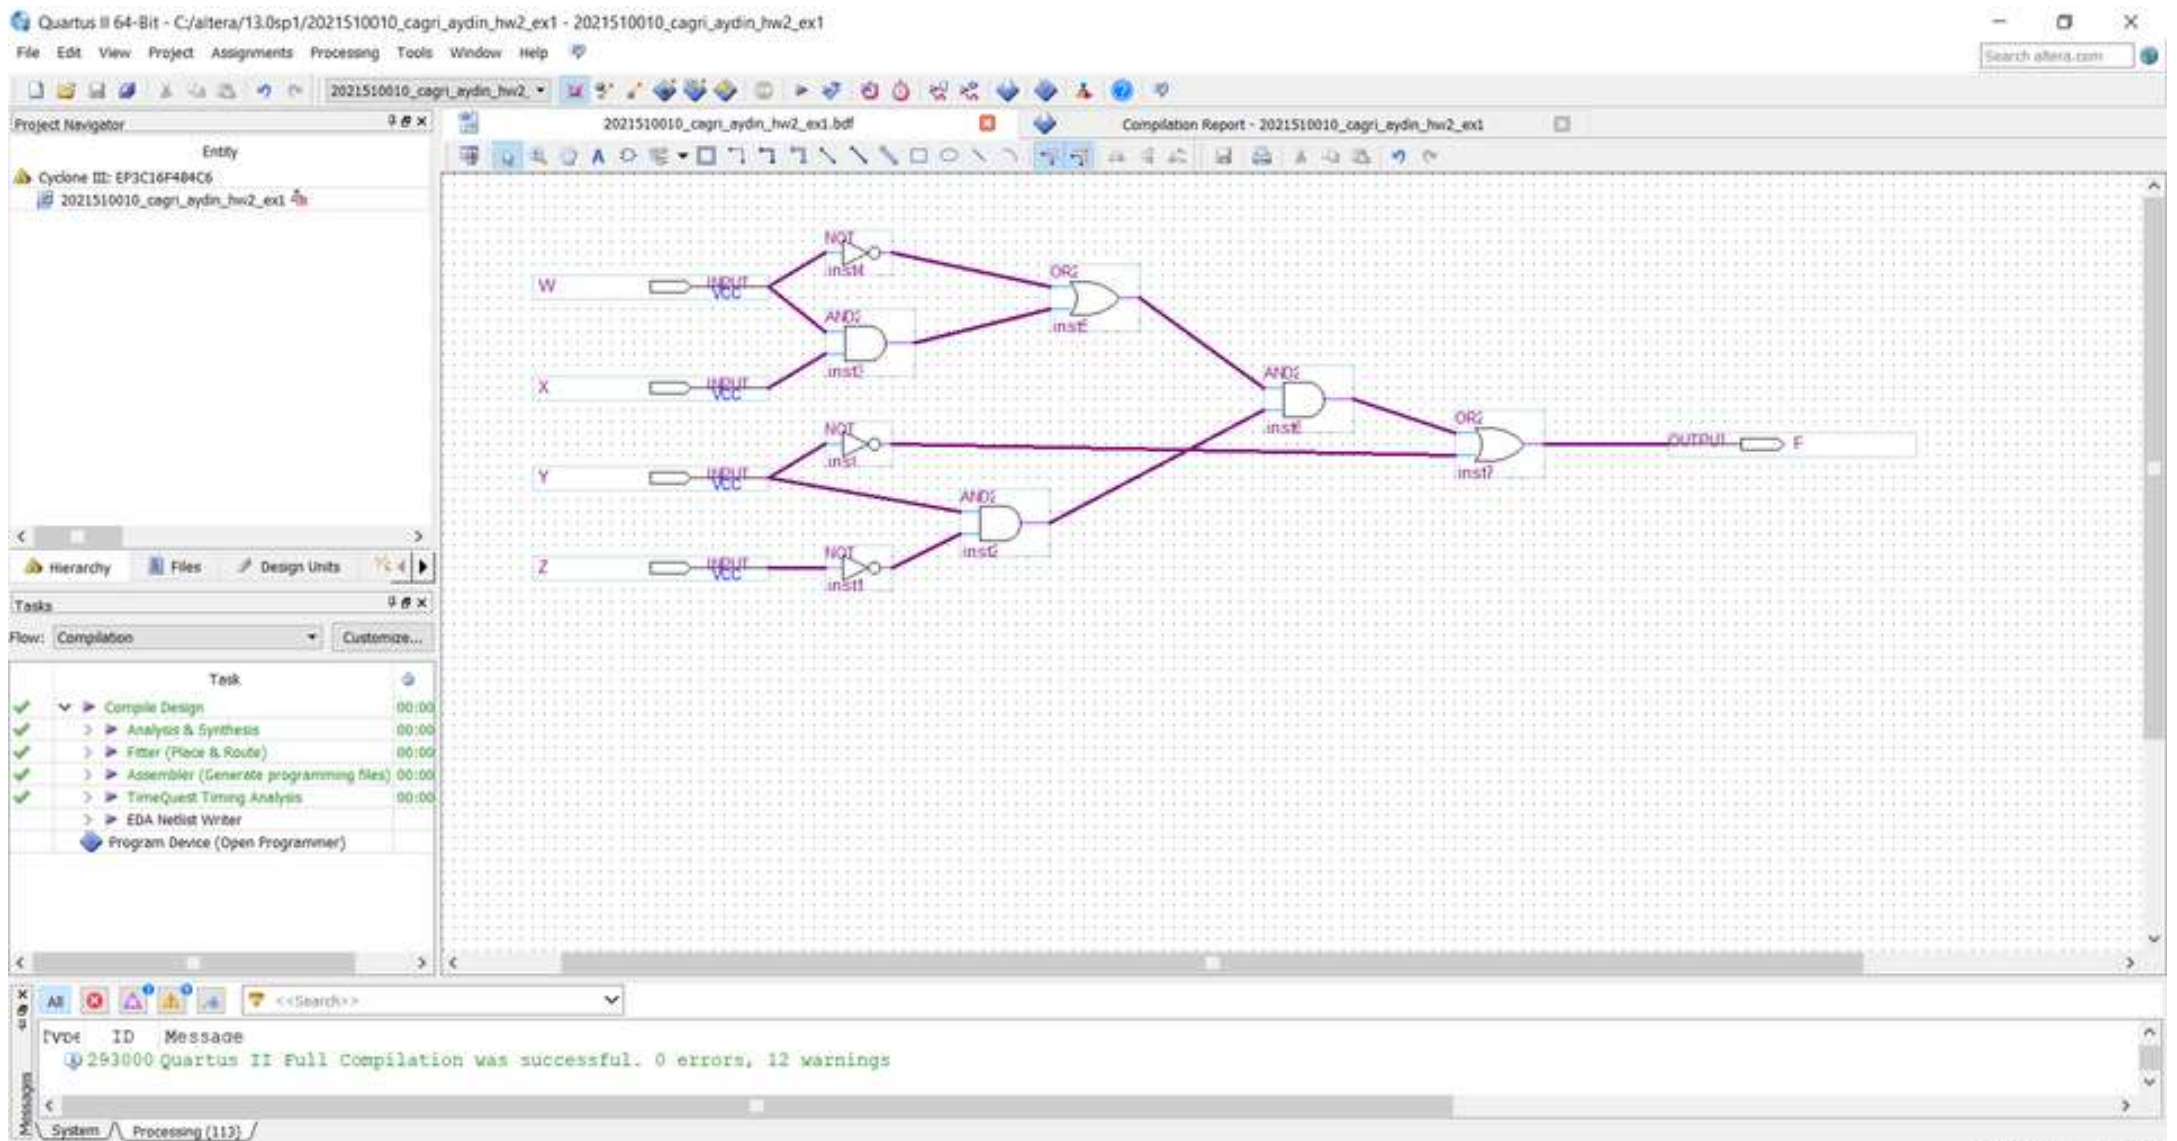 Quartus II 64-Bit - C:/altera/13.0sp1/2021510010_cagri_aydin_hw2_ex1 - 2021510010_cagri_aydin_hw2_ex1
File Edit View Project Assignments Processing Tools Window Help
Search altera.com
2021510010_cagri_aydin_hw2_
Project Navigator
2021510010_cagri_aydin_hw2_ex1.bdf
Compilation Report - 2021510010_cagri_aydin_hw2_ex1
Entity
Cyclone III: EP3C16F484C6
2021510010_cagri_aydin_hw2_ex1
NOT
inst4
W
INPUT
VCC
OR2
AND2
inst3
X
INPUT
VCC
AND2
NOT
inst
Y
INPUT
VCC
OR2
inst7
OUTPUT
F
AND2
inst2
Z
INPUT
VCC
NOT
inst1
Hierarchy Files Design Units
Tasks
Flow: Compilation Customize...
Task
Compile Design 00:00
Analysis & Synthesis 00:00
Fitter (Place & Route) 00:00
Assembler (Generate programming files) 00:00
TimeQuest Timing Analysis 00:00
EDA Netlist Writer
Program Device (Open Programmer)
All <<Search>>
Type ID Message
293000 Quartus II Full Compilation was successful. 0 errors, 12 warnings
Messages
System Processing (113)